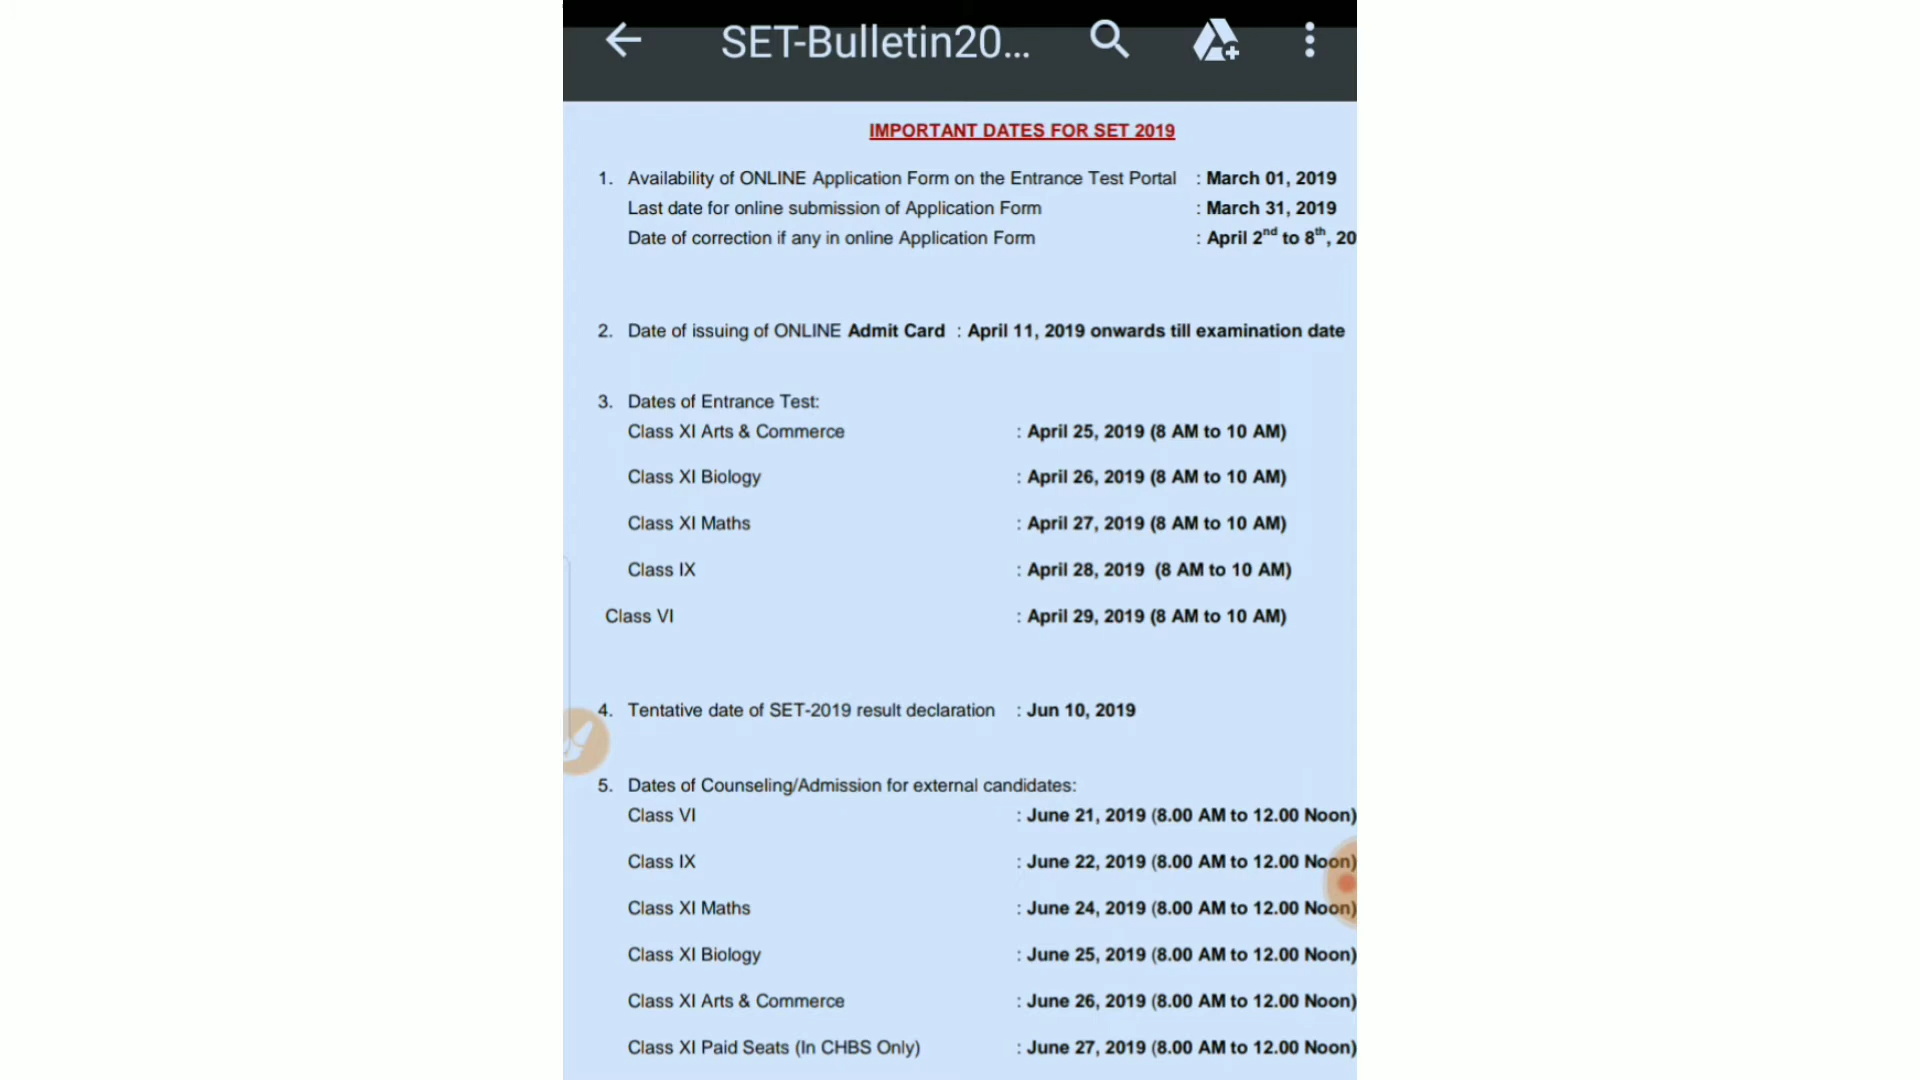 SET-Bulletin20...
IMPORTANT DATES FOR SET 2019
1. Availability of ONLINE Application Form on the Entrance Test Portal : March 01, 2019
Last date for online submission of Application Form : March 31, 2019
Date of correction if any in online Application Form : April 2nd to 8th, 20
2. Date of issuing of ONLINE Admit Card : April 11, 2019 onwards till examination date
3. Dates of Entrance Test:
Class XI Arts & Commerce : April 25, 2019 (8 AM to 10 AM)
Class XI Biology : April 26, 2019 (8 AM to 10 AM)
Class XI Maths : April 27, 2019 (8 AM to 10 AM)
Class IX : April 28, 2019 (8 AM to 10 AM)
Class VI : April 29, 2019 (8 AM to 10 AM)
4. Tentative date of SET-2019 result declaration : Jun 10, 2019
5. Dates of Counseling/Admission for external candidates:
Class VI : June 21, 2019 (8.00 AM to 12.00 Noon)
Class IX : June 22, 2019 (8.00 AM to 12.00 Noon)
Class XI Maths : June 24, 2019 (8.00 AM to 12.00 Noon)
Class XI Biology : June 25, 2019 (8.00 AM to 12.00 Noon)
Class XI Arts & Commerce : June 26, 2019 (8.00 AM to 12.00 Noon)
Class XI Paid Seats (In CHBS Only) : June 27, 2019 (8.00 AM to 12.00 Noon)